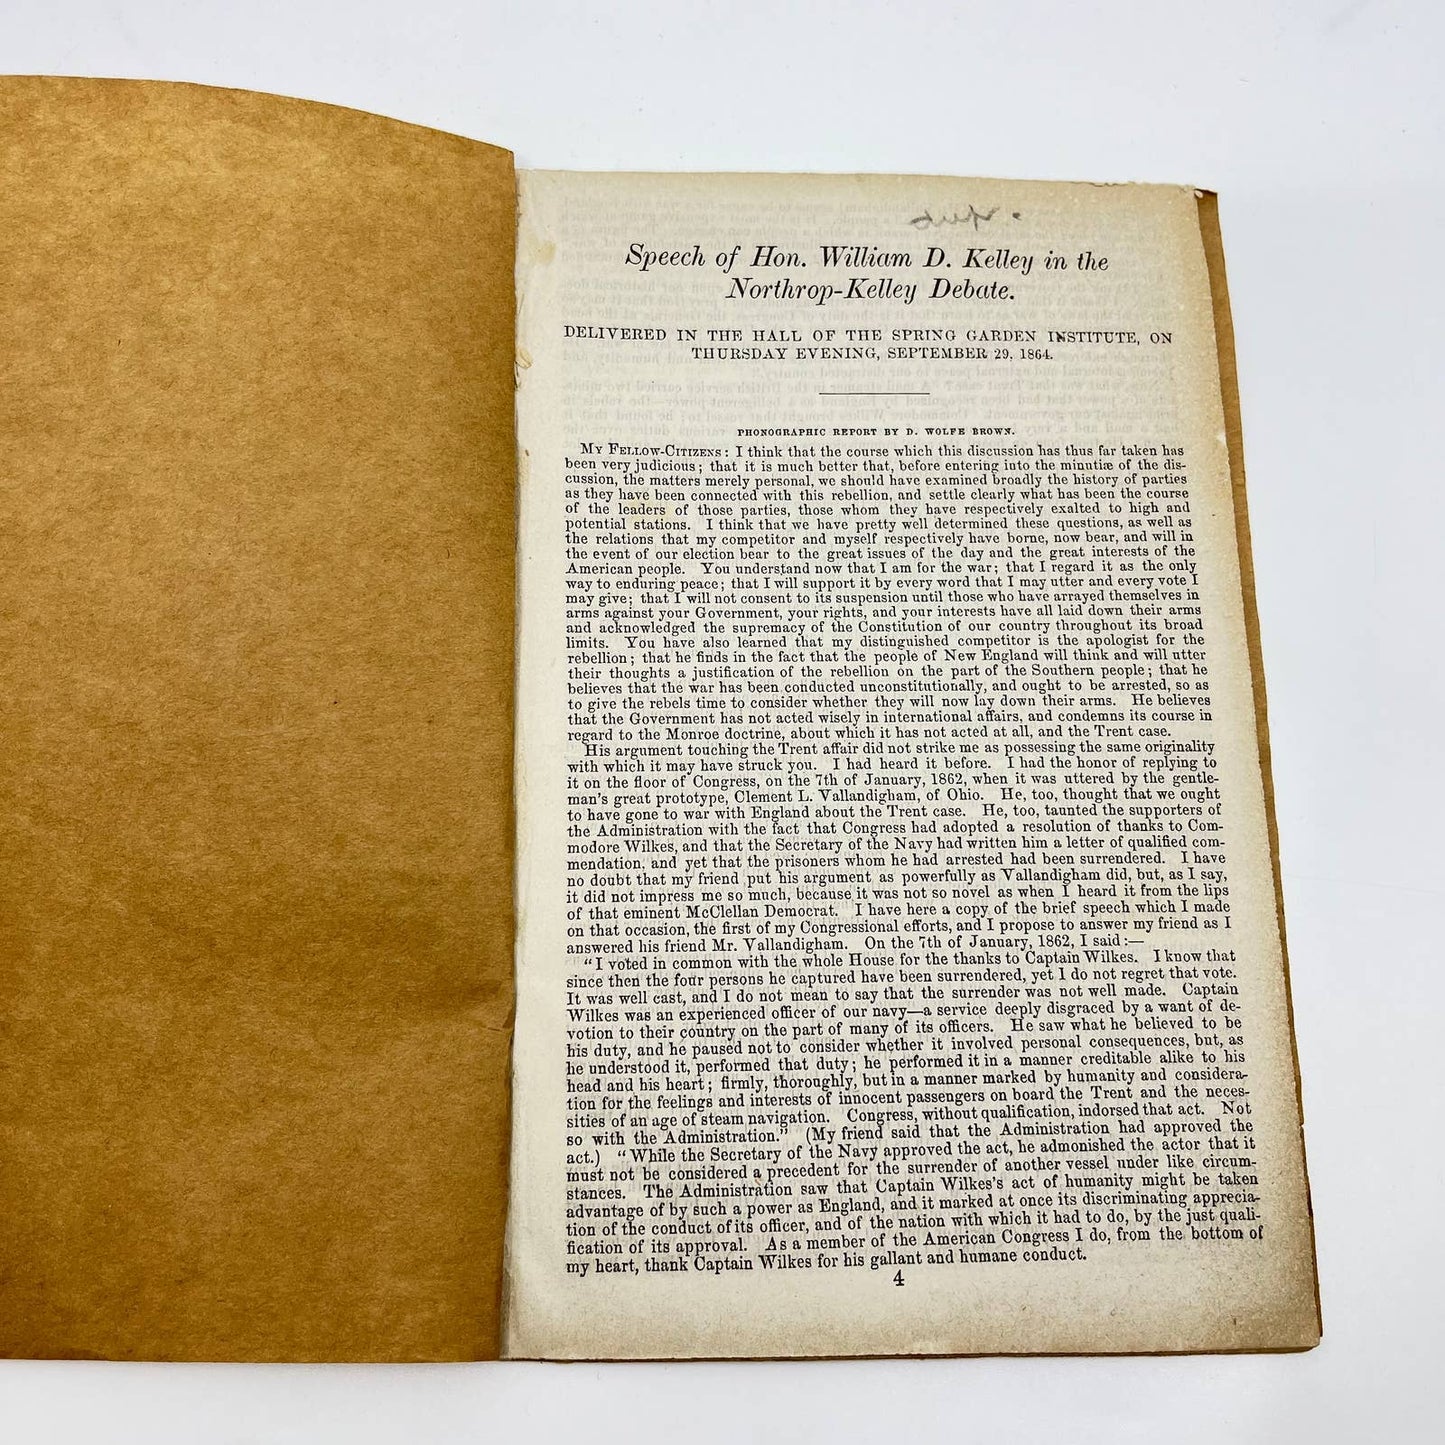 Speech of Hon. William D. Kelley in the
Northrop-Kelley Debate.
DELIVERED IN THE HALL OF THE SPRING GARDEN INSTITUTE, ON
THURSDAY EVENING, SEPTEMBER 29, 1864.
PHONOGRAPHIC REPORT BY D. WOLFE BROWN.
MY FELLOW-CITIZENS: I think that the course which this discussion has thus far taken has
been very judicious; that it is much better that, before entering into the minutiæ of the dis-
cussion, the matters merely personal, we should have examined broadly the history of parties
as they have been connected with this rebellion, and settle clearly what has been the course
of the leaders of those parties, those whom they have respectively exalted to high and
potential stations. I think that we have pretty well determined these questions, as well as
the relations that my competitor and myself respectively have borne, now bear, and will in
the event of our election bear to the great issues of the day and the great interests of the
American people. You understand now that I am for the war; that I regard it as the only
way to enduring peace; that I will support it by every word that I may utter and every vote I
may give; that I will not consent to its suspension until those who have arrayed themselves in
arms against your Government, your rights, and your interests have all laid down their arms
and acknowledged the supremacy of the Constitution of our country throughout its broad
limits. You have also learned that my distinguished competitor is the apologist for the
rebellion; that he finds in the fact that the people of New England will think and will utter
their thoughts a justification of the rebellion on the part of the Southern people; that he
believes that the war has been conducted unconstitutionally, and ought to be arrested, so as
to give the rebels time to consider whether they will now lay down their arms. He believes
that the Government has not acted wisely in international affairs, and condemns its course in
regard to the Monroe doctrine, about which it has not acted at all, and the Trent case.
His argument touching the Trent affair did not strike me as possessing the same originality
with which it may have struck you. I had heard it before. I had the honor of replying to
it on the floor of Congress, on the 7th of January, 1862, when it was uttered by the gentle-
man's great prototype, Clement L. Vallandigham, of Ohio. He, too, thought that we ought
to have gone to war with England about the Trent case. He, too, taunted the supporters of
the Administration with the fact that Congress had adopted a resolution of thanks to Com-
modore Wilkes, and that the Secretary of the Navy had written him a letter of qualified com-
mendation, and yet that the prisoners whom he had arrested had been surrendered. I have
no doubt that my friend put his argument as powerfully as Vallandigham did, but, as I say,
it did not impress me so much, because it was not so novel as when I heard it from the lips
of that eminent McClellan Democrat. I have here a copy of the brief speech which I made
on that occasion, the first of my Congressional efforts, and I propose to answer my friend as I
answered his friend Mr. Vallandigham. On the 7th of January, 1862, I said:—
"I voted in common with the whole House for the thanks to Captain Wilkes. I know that
since then the four persons he captured have been surrendered, yet I do not regret that vote.
It was well cast, and I do not mean to say that the surrender was not well made. Captain
Wilkes was an experienced officer of our navy—a service deeply disgraced by a want of de-
votion to their country on the part of many of its officers. He saw what he believed to be
his duty, and he paused not to consider whether it involved personal consequences, but, as
he understood it, performed that duty; he performed it in a manner creditable alike to his
head and his heart; firmly, thoroughly, but in a manner marked by humanity and considera-
tion for the feelings and interests of innocent passengers on board the Trent and the neces-
sities of an age of steam navigation. Congress, without qualification, indorsed that act. Not
so with the Administration." (My friend said that the Administration had approved the
act.) "While the Secretary of the Navy approved the act, he admonished the actor that it
must not be considered a precedent for the surrender of another vessel under like circum-
stances. The Administration saw that Captain Wilkes's act of humanity might be taken
advantage of by such a power as England, and it marked at once its discriminating apprecia-
tion of the conduct of its officer, and of the nation with which it had to do, by the just quali-
fication of its approval. As a member of the American Congress I do, from the bottom of
my heart, thank Captain Wilkes for his gallant and humane conduct.
4